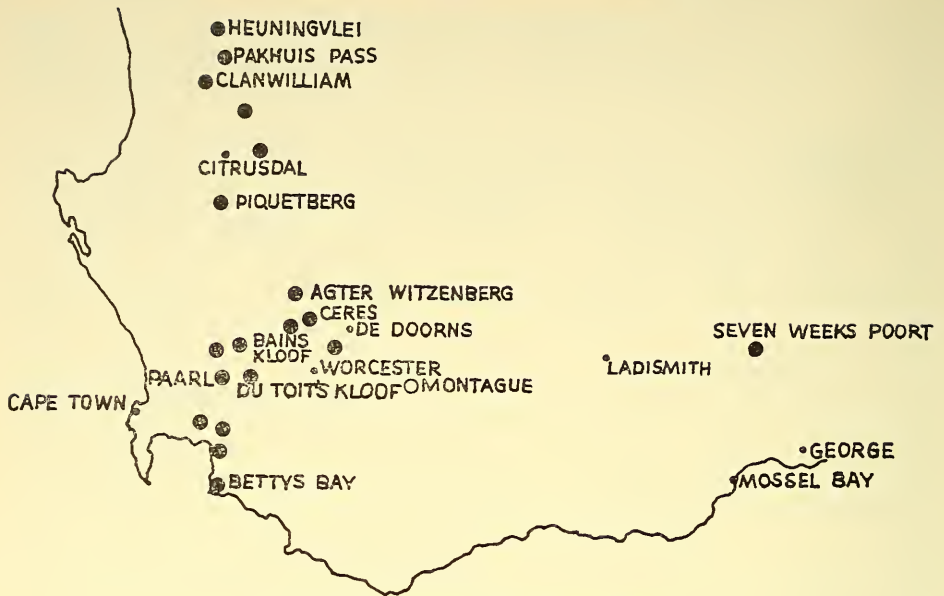 HEUNINGVLEI
PAKHUIS PASS
CLANWILLIAM
CITRUSDAL
PIQUETBERG
AGTER WITZENBERG
CERES
DE DOORNS
BAINS
KLOOF
SEVEN WEEKS POORT
WORCESTER
LADISMITH
PAARL
DU TOITS KLOOF
MONTAGUE
CAPE TOWN
GEORGE
BETTYS BAY
MOSSEL BAY